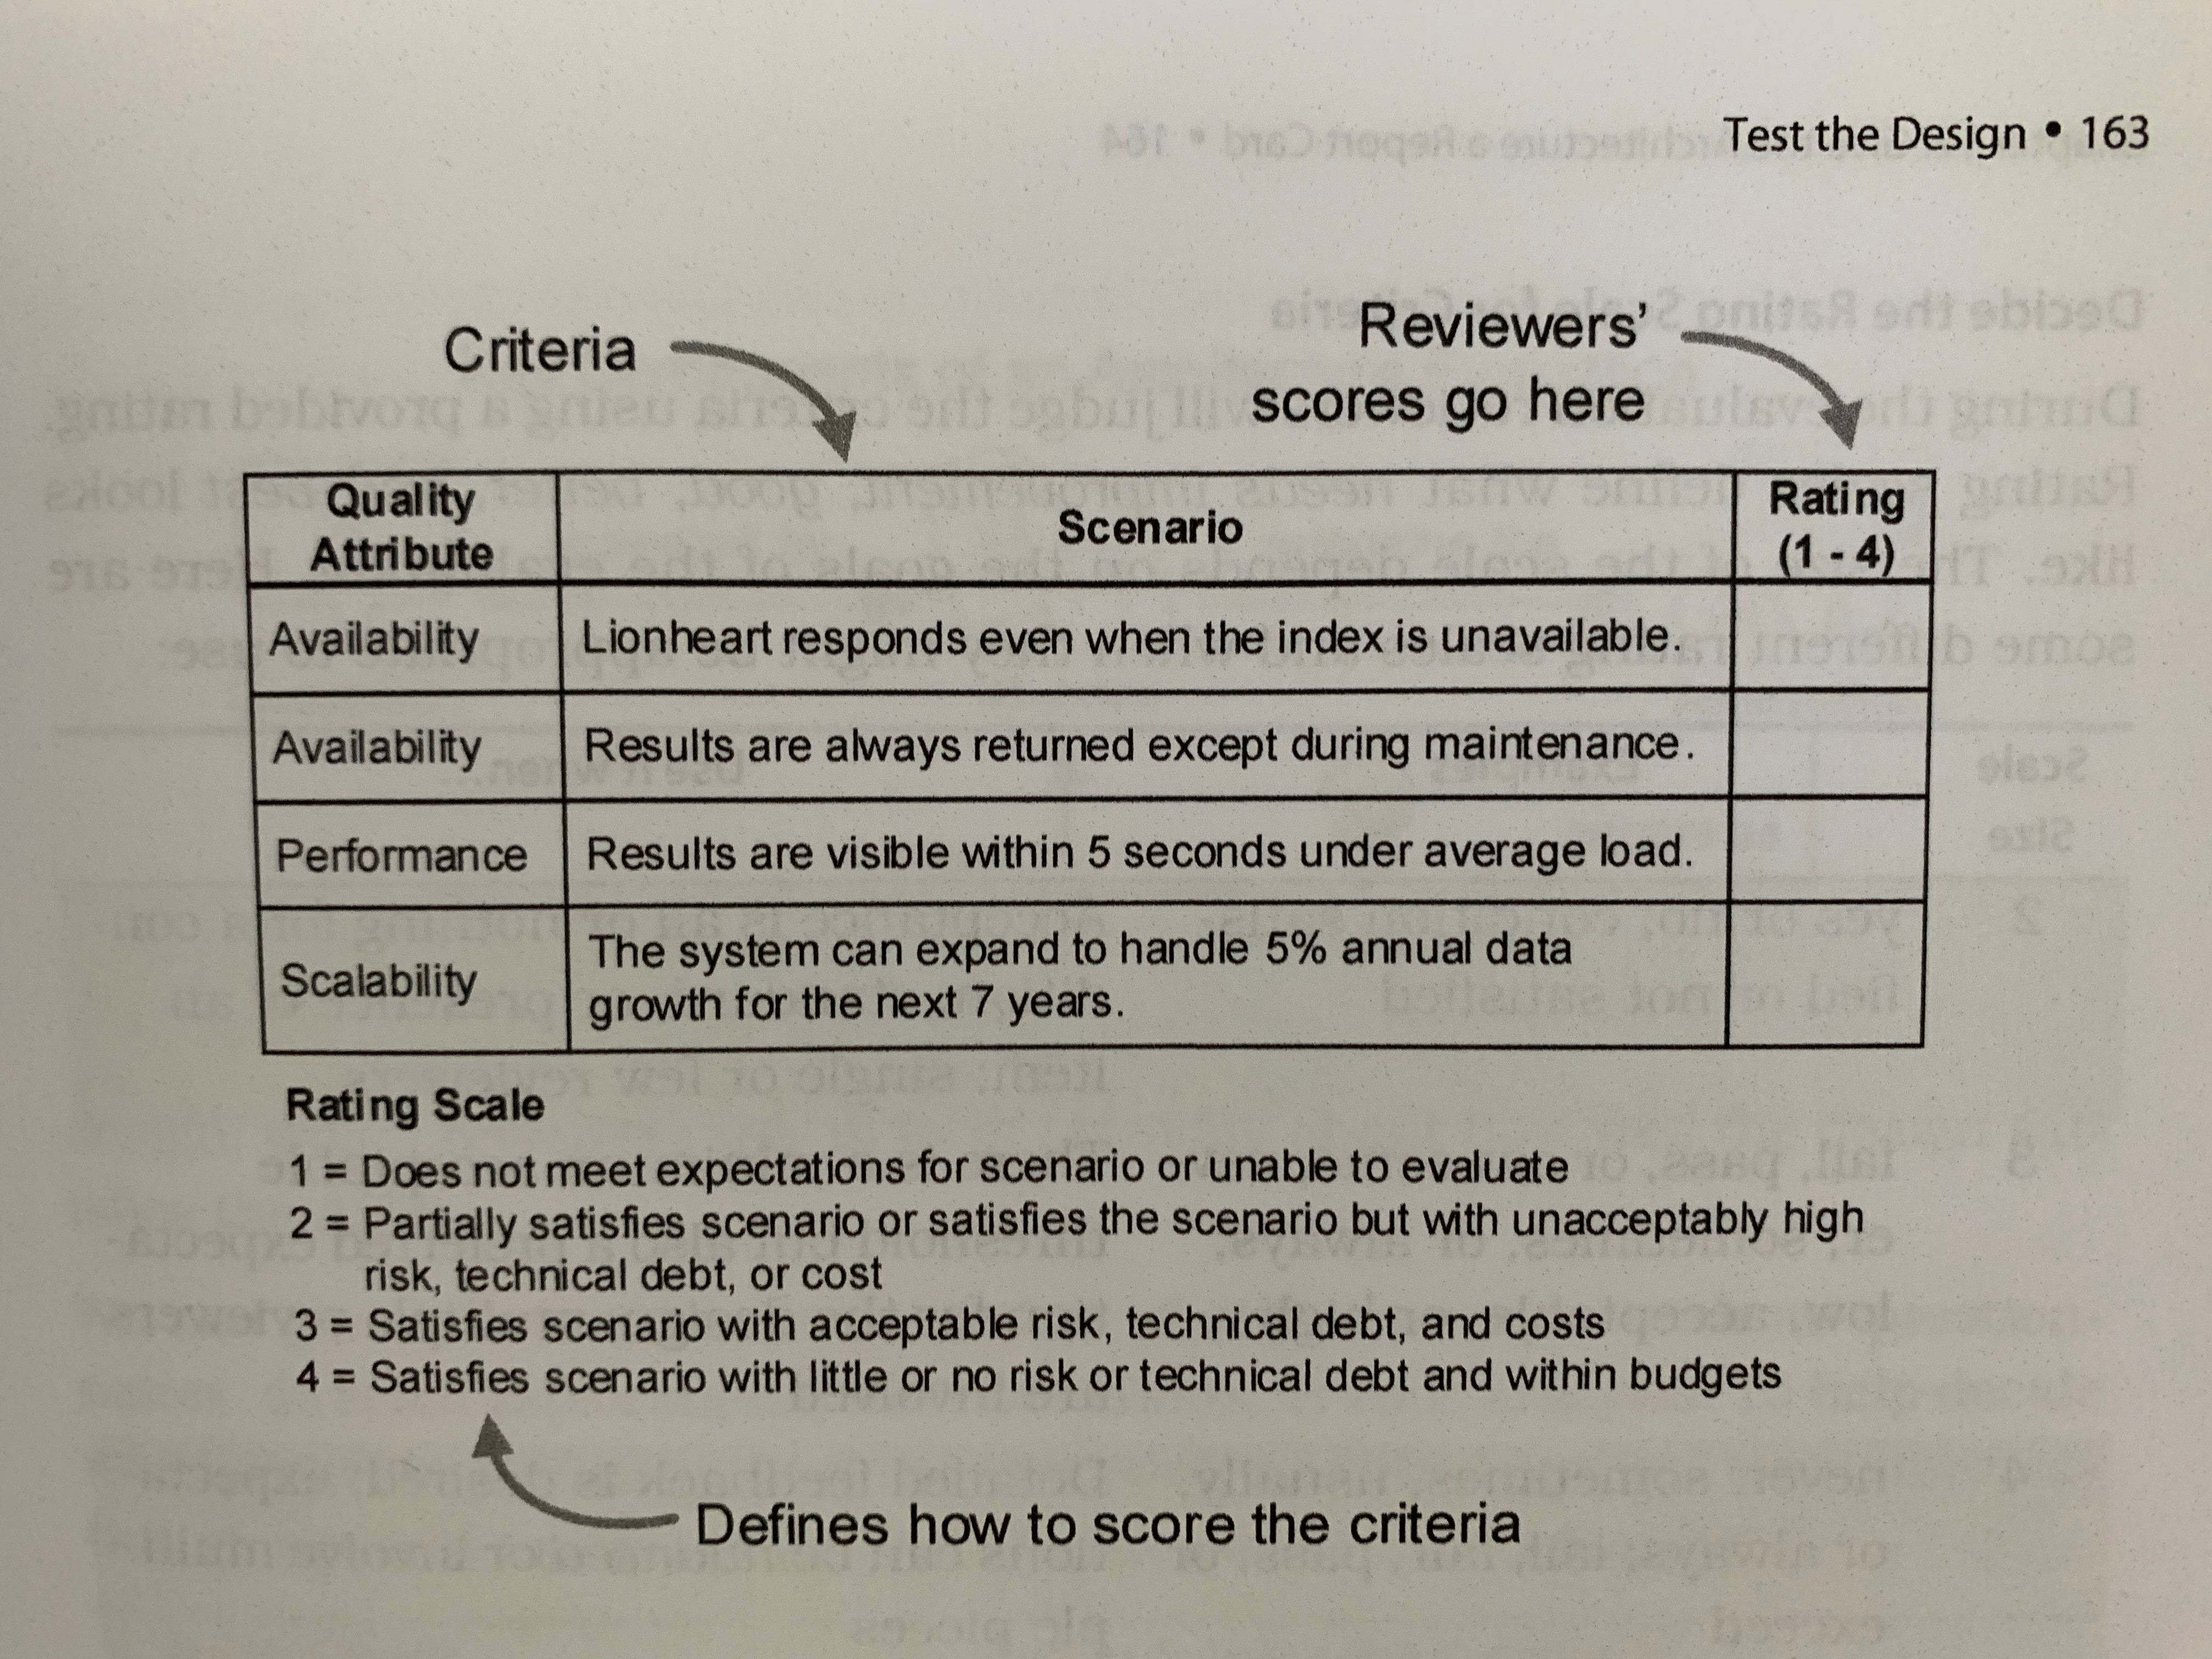 Test the Design • 163
Criteria
Reviewers’
scores go here
Quality
Attribute
Scenario
Rating
(1 - 4)
Availability
Lionheart responds even when the index is unavailable.
Availability
Results are always returned except during maintenance.
Performance
Results are visible within 5 seconds under average load.
Scalability
The system can expand to handle 5% annual data
growth for the next 7 years.
Rating Scale
1 = Does not meet expectations for scenario or unable to evaluate
2 = Partially satisfies scenario or satisfies the scenario but with unacceptably high
risk, technical debt, or cost
3 = Satisfies scenario with acceptable risk, technical debt, and costs
4 = Satisfies scenario with little or no risk or technical debt and within budgets
Defines how to score the criteria